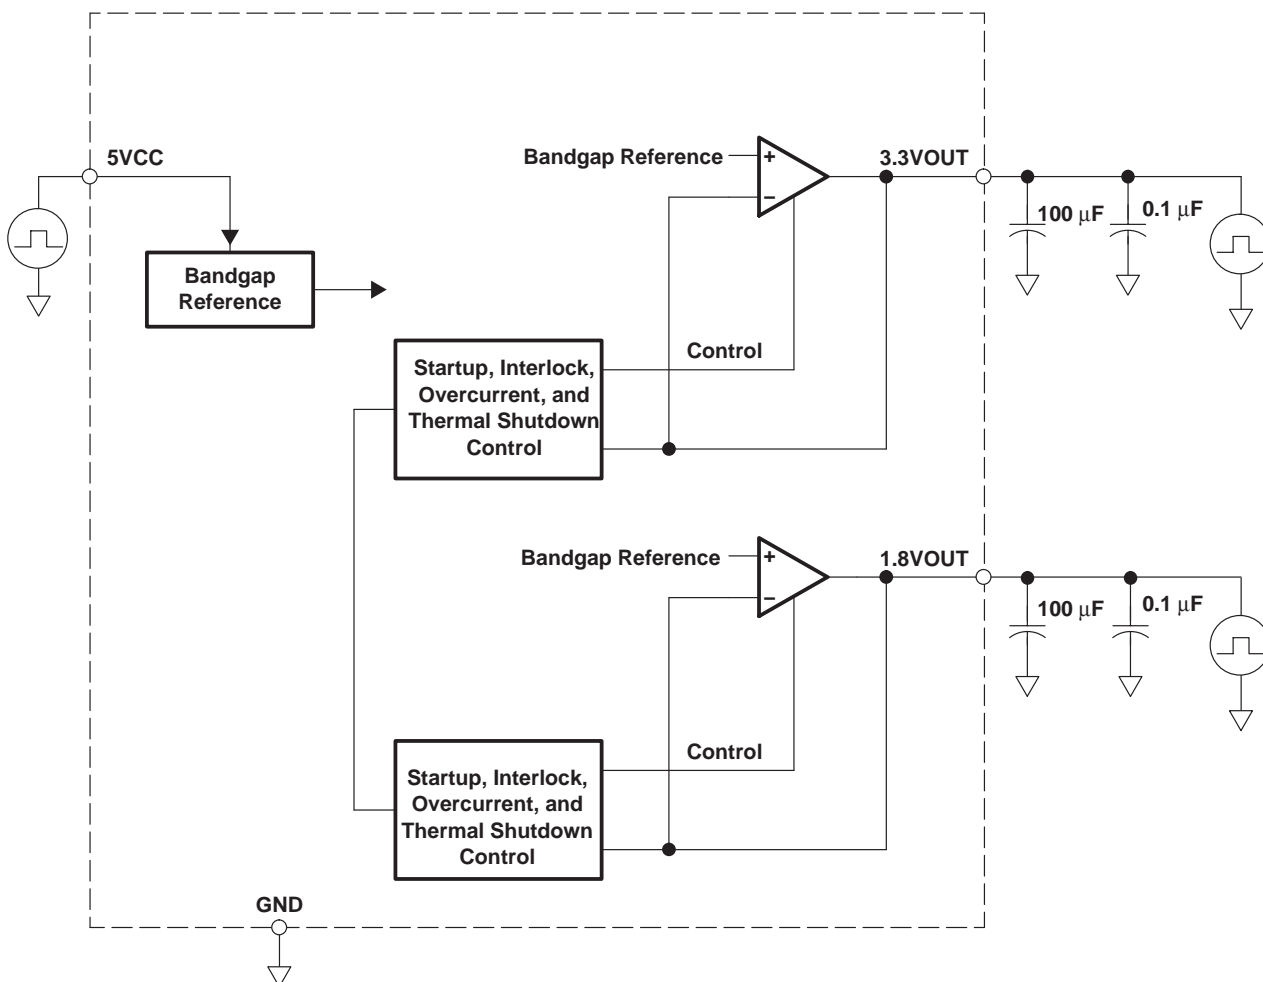 5VCC
Bandgap Reference
+
3.3VOUT
−
100 μF
0.1 μF
Bandgap
Reference
Control
Startup, Interlock,
Overcurrent, and
Thermal Shutdown
Control
Bandgap Reference
+
1.8VOUT
−
100 μF
0.1 μF
Control
Startup, Interlock,
Overcurrent, and
Thermal Shutdown
Control
GND